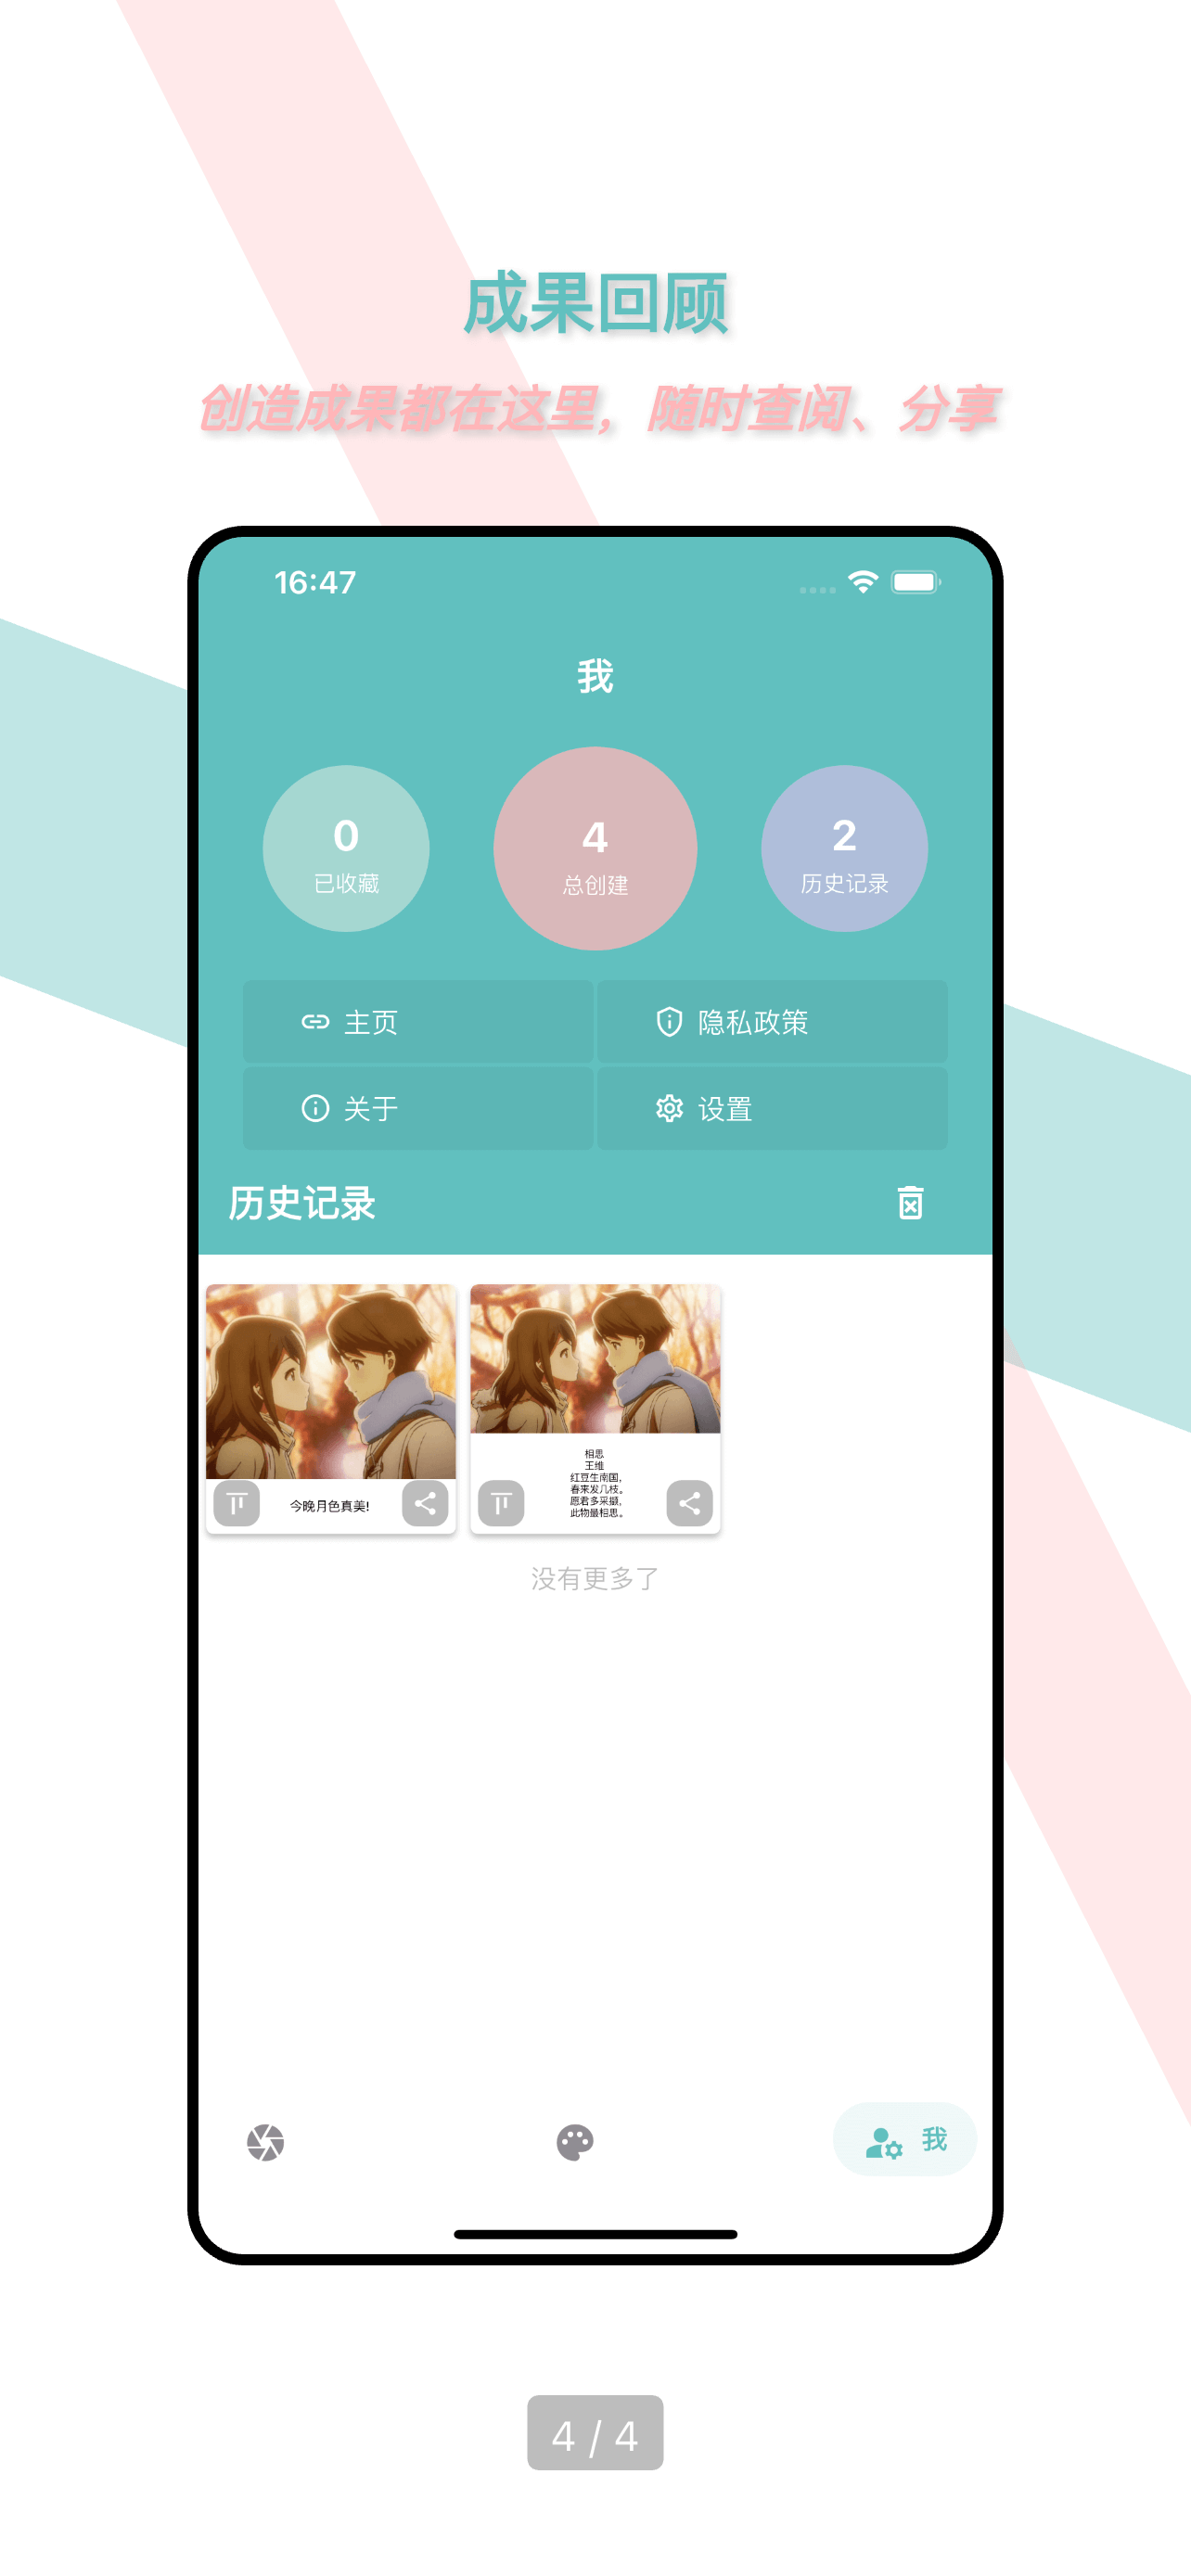 成果回顾
创造成果都在这里，随时查阅、分享
16:47
我
0
已收藏
4
总创建
2
历史记录
主页
隐私政策
关于
设置
历史记录
今晚月色真美!
相思
王维
红豆生南国，
春来发几枝。
愿君多采撷，
此物最相思。
没有更多了
我
4 / 4